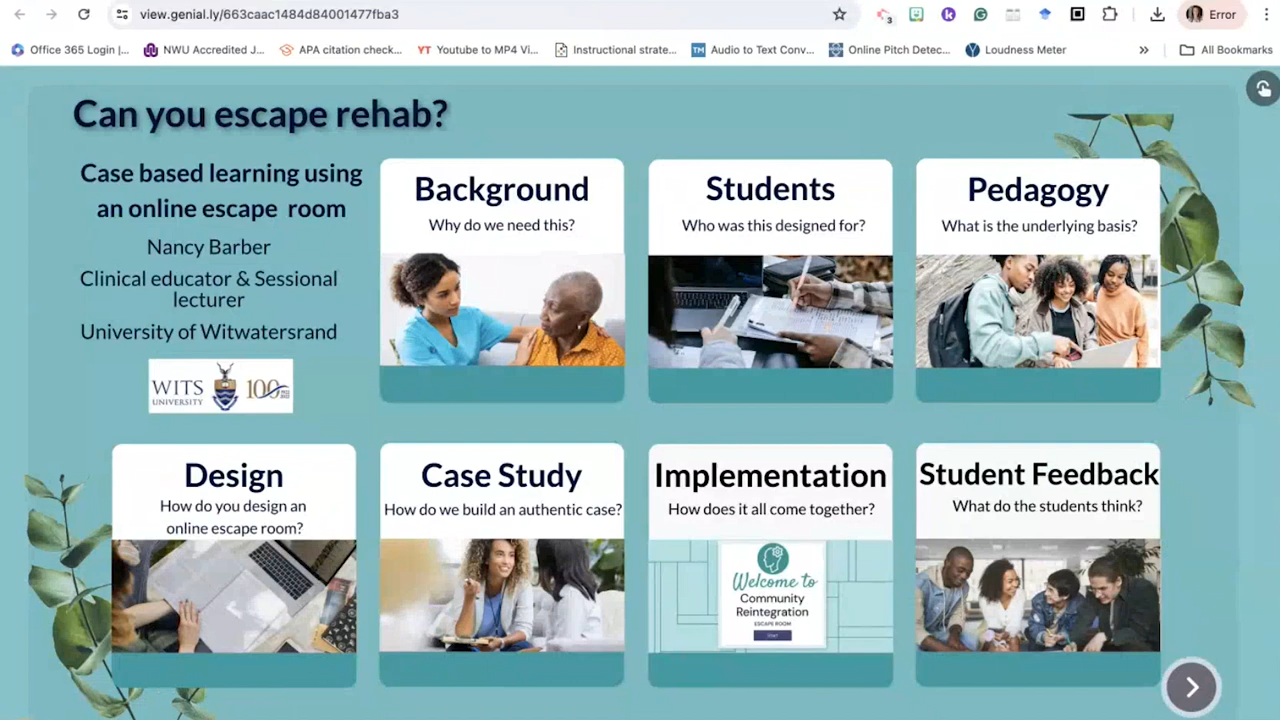 view.genial.ly/663caac1484d84001477fba3
3
Error
Office 365 Login |...
NWU Accredited J...
APA citation check...
YT
Youtube to MP4 Vi...
Instructional strate...
TM
Audio to Text Conv...
Online Pitch Detec...
Loudness Meter
»
All Bookmarks
Can you escape rehab?
Case based learning using
an online escape room
Nancy Barber
Clinical educator & Sessional
lecturer
University of Witwatersrand
WITS
UNIVERSITY
100
Background
Why do we need this?
Students
Who was this designed for?
Pedagogy
What is the underlying basis?
Design
How do you design an
online escape room?
Case Study
How do we build an authentic case?
Implementation
How does it all come together?
Welcome to
Community
Reintegration
ESCAPE ROOM
Start
Student Feedback
What do the students think?